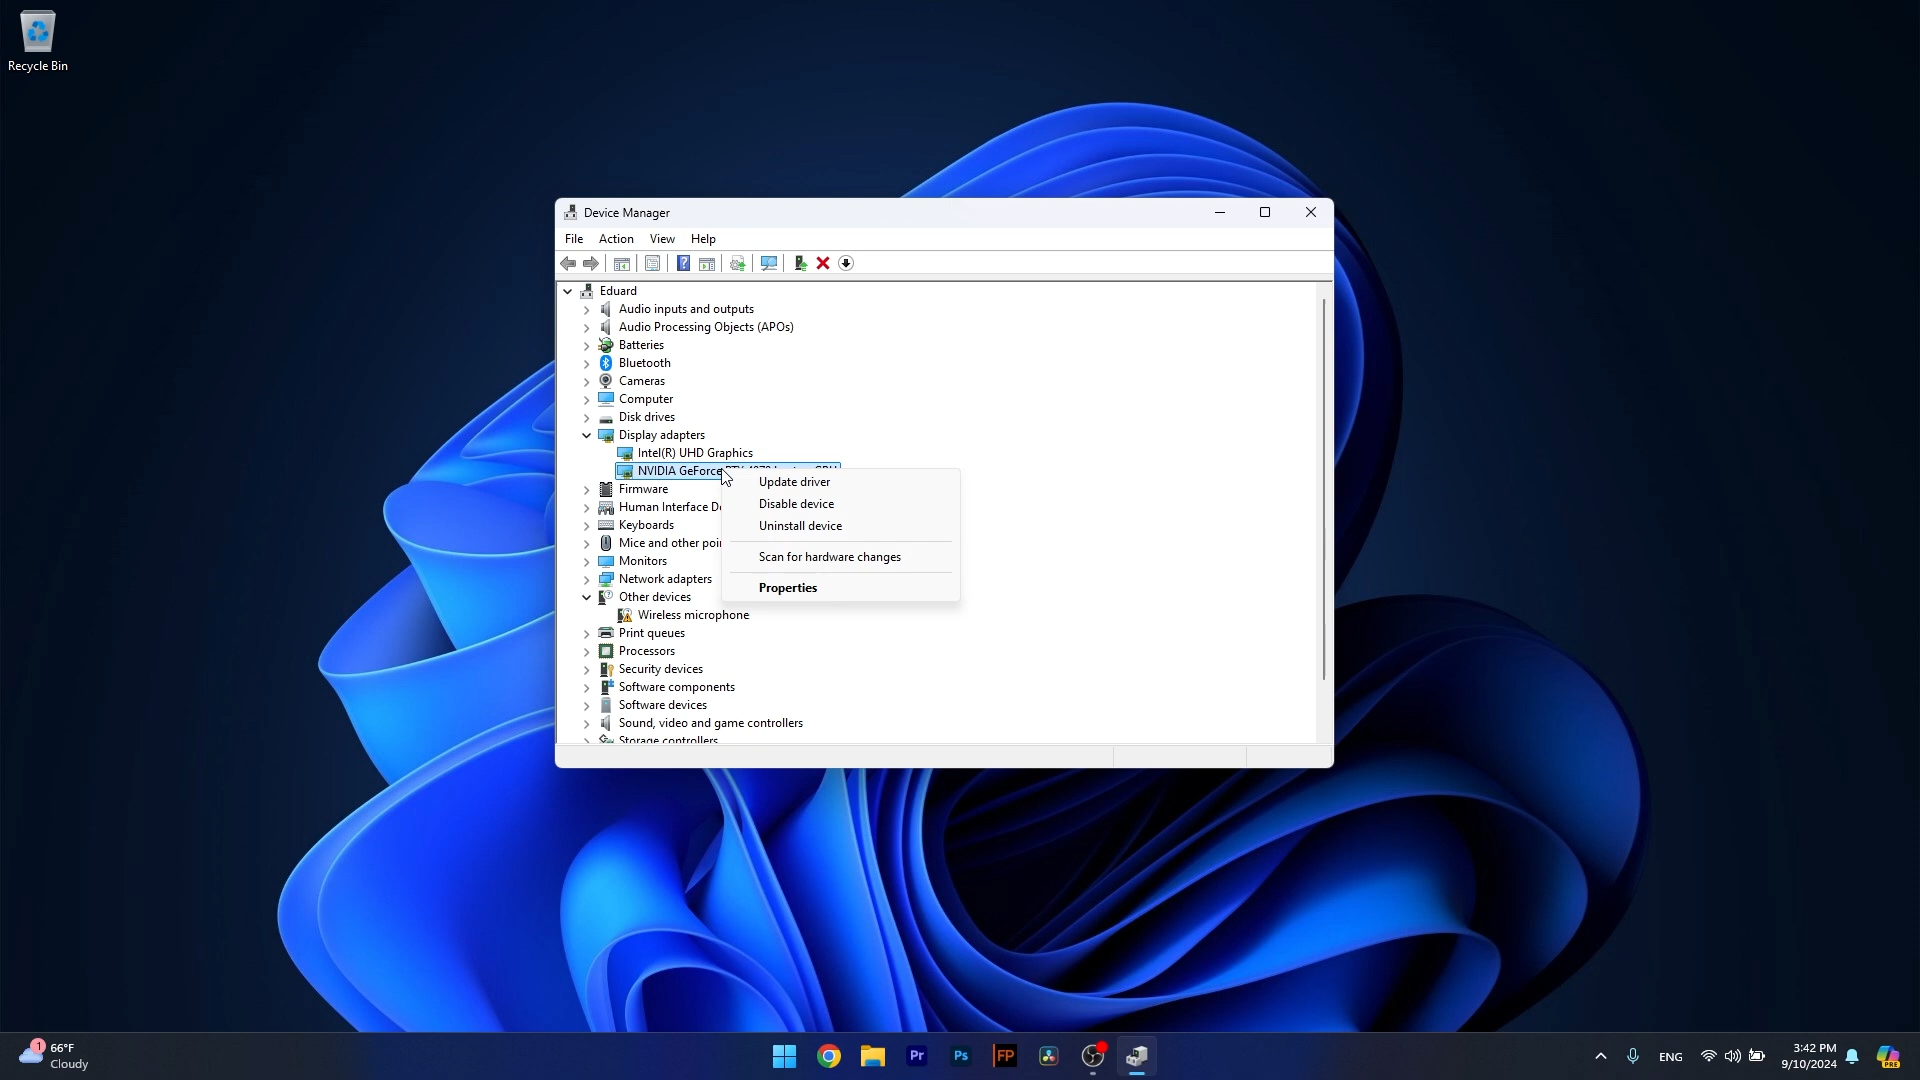 Recycle Bin
Device Manager
File Action View Help
Eduard
Audio inputs and outputs
Audio Processing Objects (APOs)
Batteries
Bluetooth
Cameras
Computer
Disk drives
Display adapters
Intel(R) UHD Graphics
NVIDIA GeForce
Update driver
Firmware
Disable device
Human Interface
Uninstall device
Keyboards
Mice and other
Scan for hardware changes
Monitors
Network adapters
Properties
Other devices
Wireless microphone
Print queues
Processors
Security devices
Software components
Software devices
Sound, video and game controllers
Storage controllers
1
66°F
Cloudy
Pr
Ps
FP
ENG
3:42 PM
9/10/2024
PRE